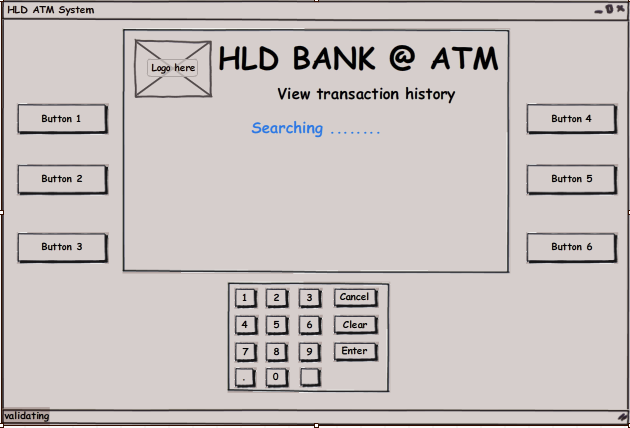 HLD ATM System
Logo here
HLD BANK @ ATM
View transaction history
Searching ........
Button 1
Button 4
Button 2
Button 5
Button 3
Button 6
1 2 3 Cancel
4 5 6 Clear
7 8 9 Enter
. 0
validating